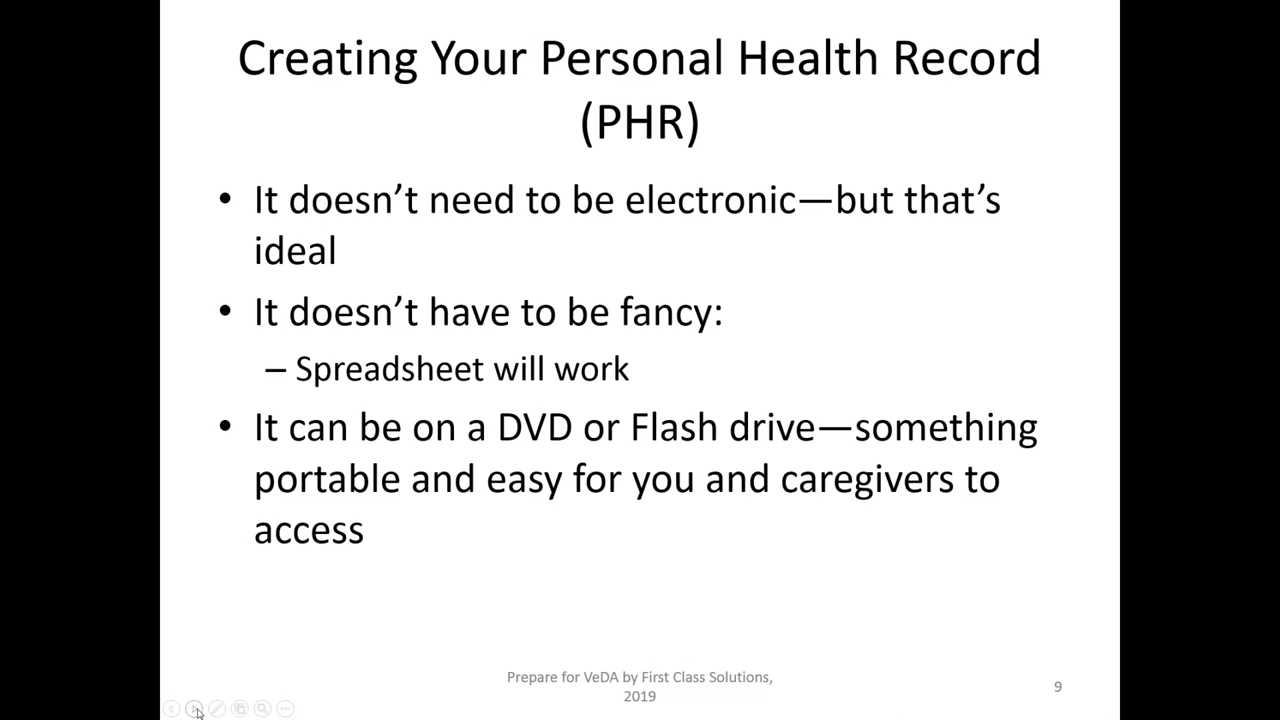 Creating Your Personal Health Record
(PHR)
• It doesn’t need to be electronic—but that’s
ideal
• It doesn’t have to be fancy:
– Spreadsheet will work
• It can be on a DVD or Flash drive—something
portable and easy for you and caregivers to
access
Prepare for VeDA by First Class Solutions,
2019
9